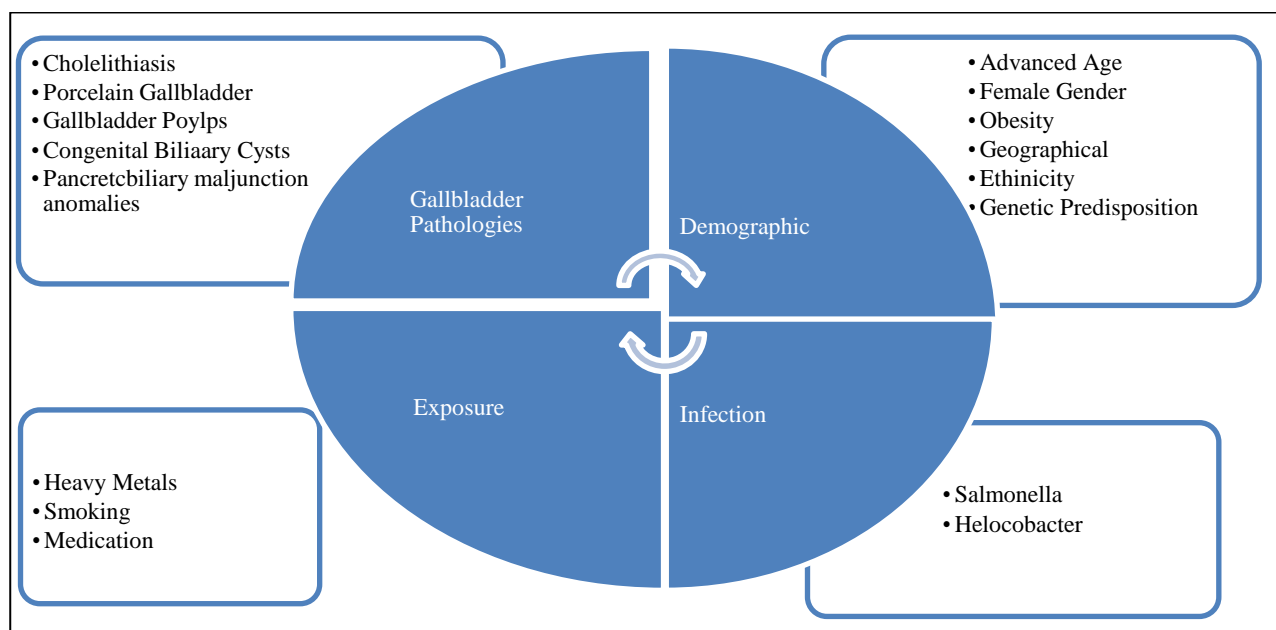 • Cholelithiasis
• Porcelain Gallbladder
• Gallbladder Poylps
• Congenital Biliaary Cysts
• Pancretcbiliary maljunction
anomalies
Gallbladder
Pathologies
• Advanced Age
• Female Gender
• Obesity
• Geographical
• Ethinicity
• Genetic Predisposition
Demographic
Exposure
• Heavy Metals
• Smoking
• Medication
Infection
• Salmonella
• Helocobacter